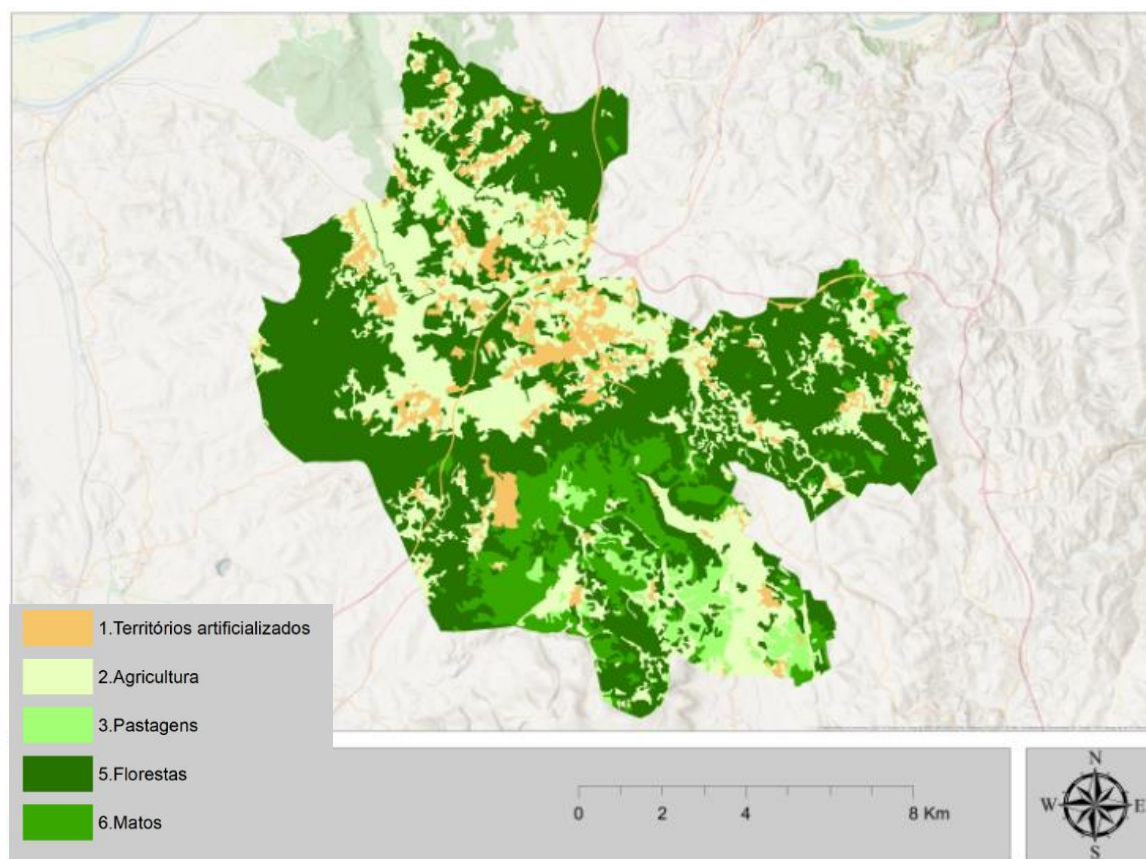 1.Territórios artificializados
2.Agricultura
3.Pastagens
5.Florestas
6.Matos
0 2 4 8 Km
N
W E
S